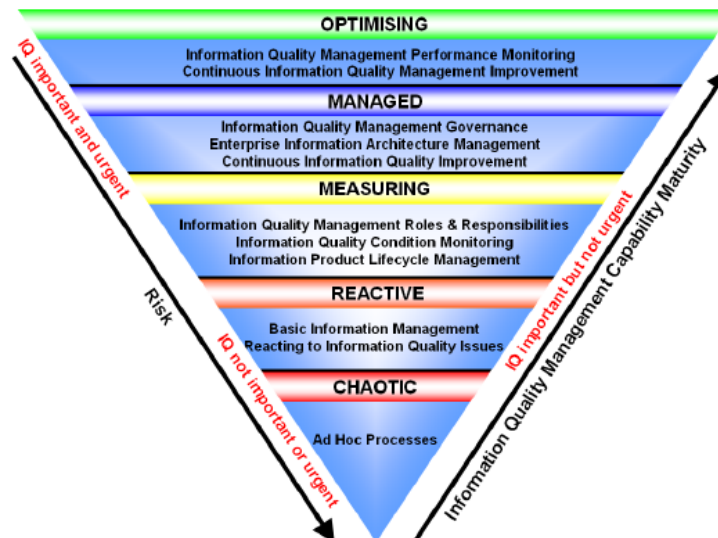 OPTIMISING
Information Quality Management Performance Monitoring
Continuous Information Quality Management Improvement
MANAGED
Information Quality Management Governance
Enterprise Information Architecture Management
Continuous Information Quality Improvement
MEASURING
Information Quality Management Roles & Responsibilities
Information Quality Condition Monitoring
Information Product Lifecycle Management
REACTIVE
Basic Information Management
Reacting to Information Quality Issues
CHAOTIC
Ad Hoc Processes
IQ important and urgent
Risk
IQ not important or urgent
IQ important but not urgent
Information Quality Management Capability Maturity